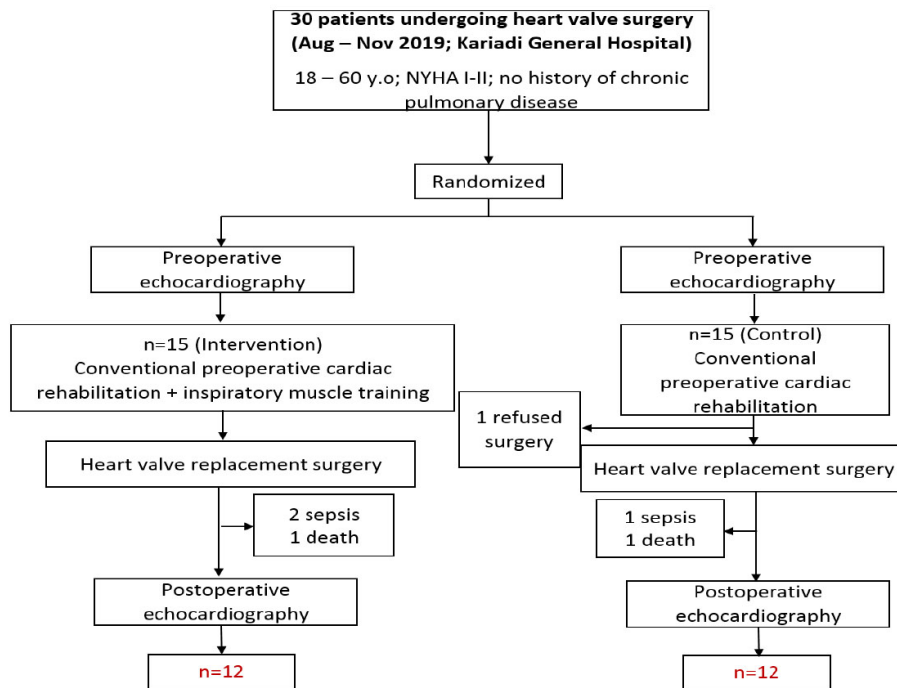 30 patients undergoing heart valve surgery
(Aug – Nov 2019; Kariadi General Hospital)
18 – 60 y.o; NYHA I-II; no history of chronic
pulmonary disease
Randomized
Preoperative
echocardiography
n=15 (Intervention)
Conventional preoperative cardiac
rehabilitation + inspiratory muscle training
Heart valve replacement surgery
2 sepsis
1 death
Postoperative
echocardiography
n=12
Preoperative
echocardiography
n=15 (Control)
Conventional
preoperative cardiac
rehabilitation
1 refused
surgery
Heart valve replacement surgery
1 sepsis
1 death
Postoperative
echocardiography
n=12